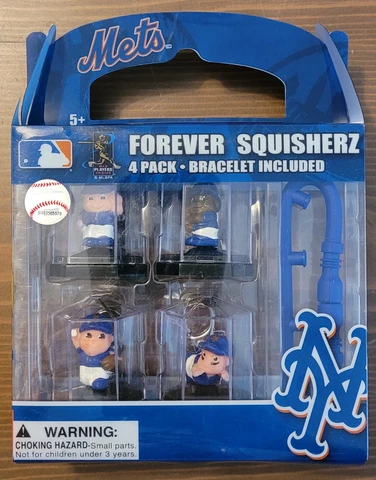 Mets
5+
PLAYERS
FOREVER SQUISHERZ
4 PACK • BRACELET INCLUDED
NY
WARNING:
CHOKING HAZARD-Small parts.
Not for children under 3 years.